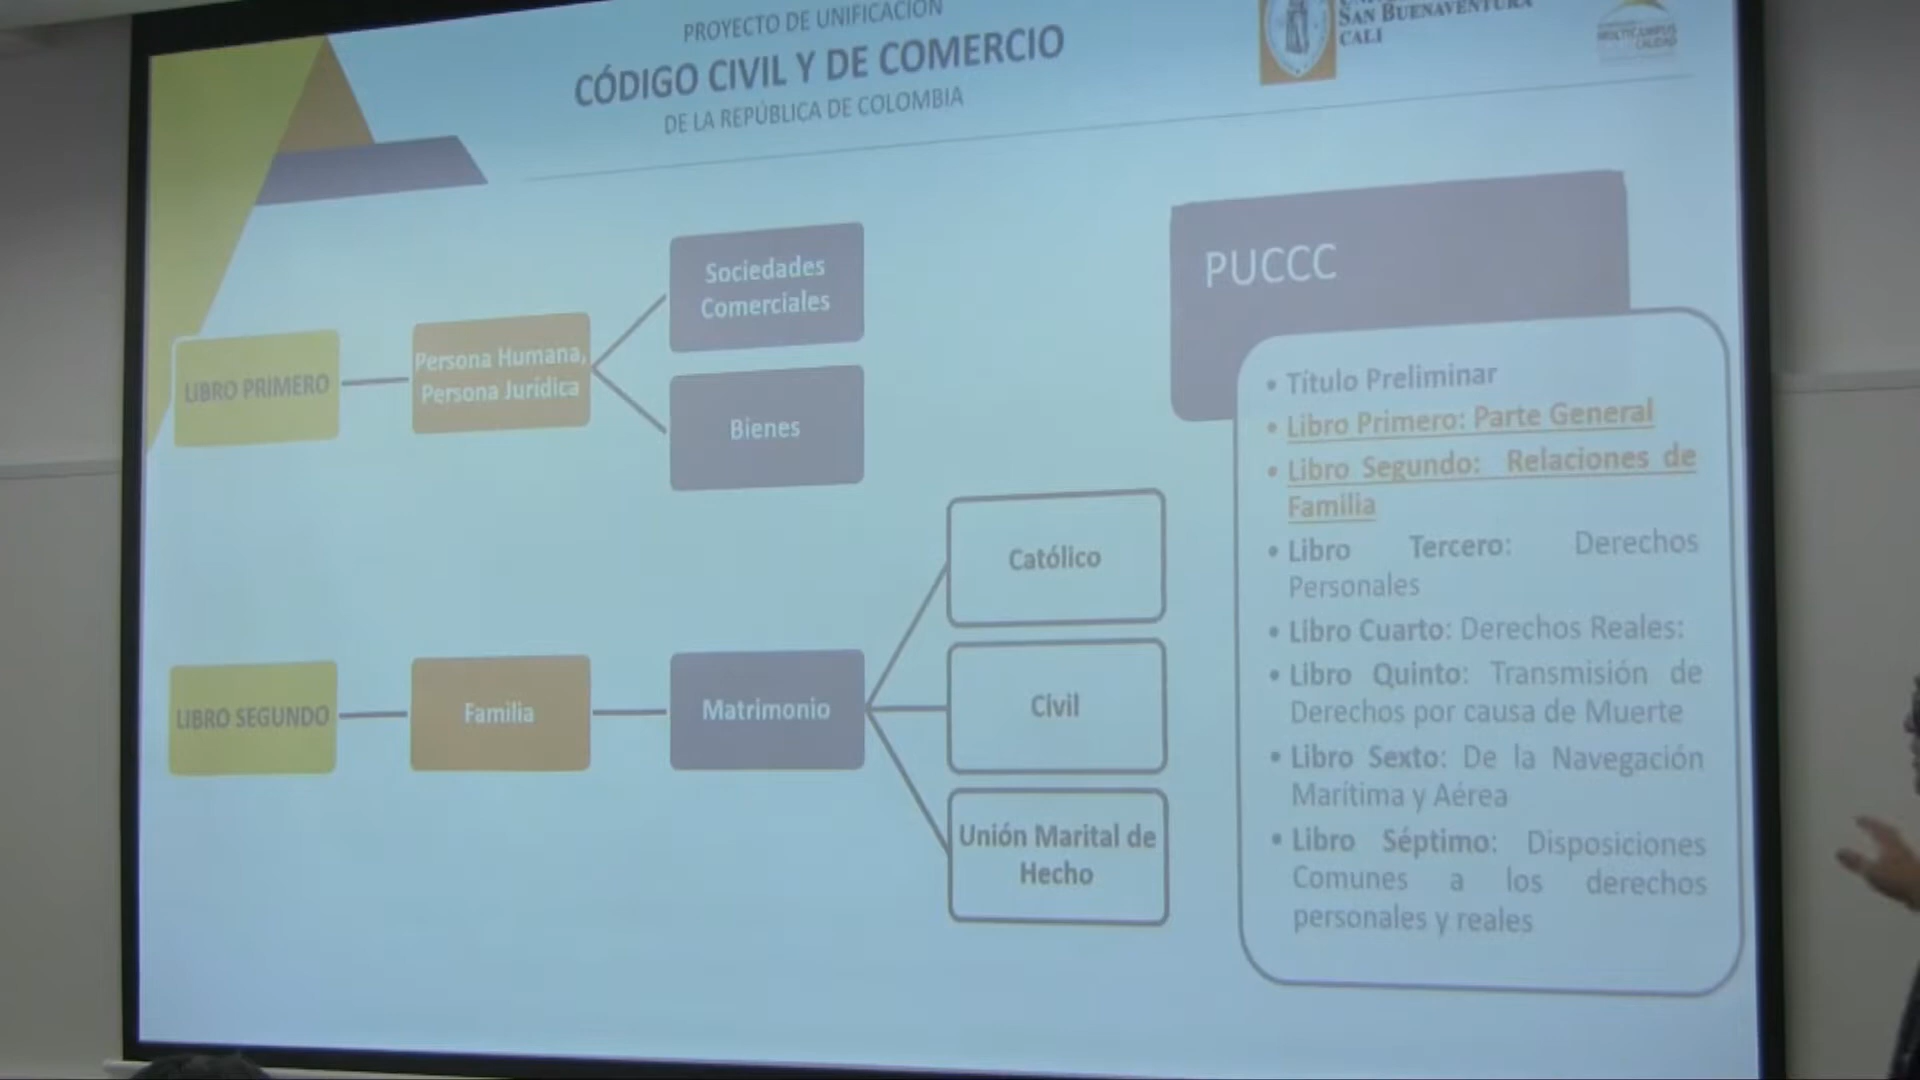 PROYECTO DE UNIFICACIÓN
CÓDIGO CIVIL Y DE COMERCIO
DE LA REPÚBLICA DE COLOMBIA
SAN BUENAVENTURA
CALI
MULTICAMPUS
LIBRO PRIMERO
Persona Humana,
Persona Jurídica
Sociedades
Comerciales
Bienes
LIBRO SEGUNDO
Familia
Matrimonio
Católico
Civil
Unión Marital de
Hecho
PUCCC
• Título Preliminar
• Libro Primero: Parte General
• Libro Segundo: Relaciones de
Familia
• Libro Tercero: Derechos
Personales
• Libro Cuarto: Derechos Reales:
• Libro Quinto: Transmisión de
Derechos por causa de Muerte
• Libro Sexto: De la Navegación
Marítima y Aérea
• Libro Séptimo: Disposiciones
Comunes a los derechos
personales y reales